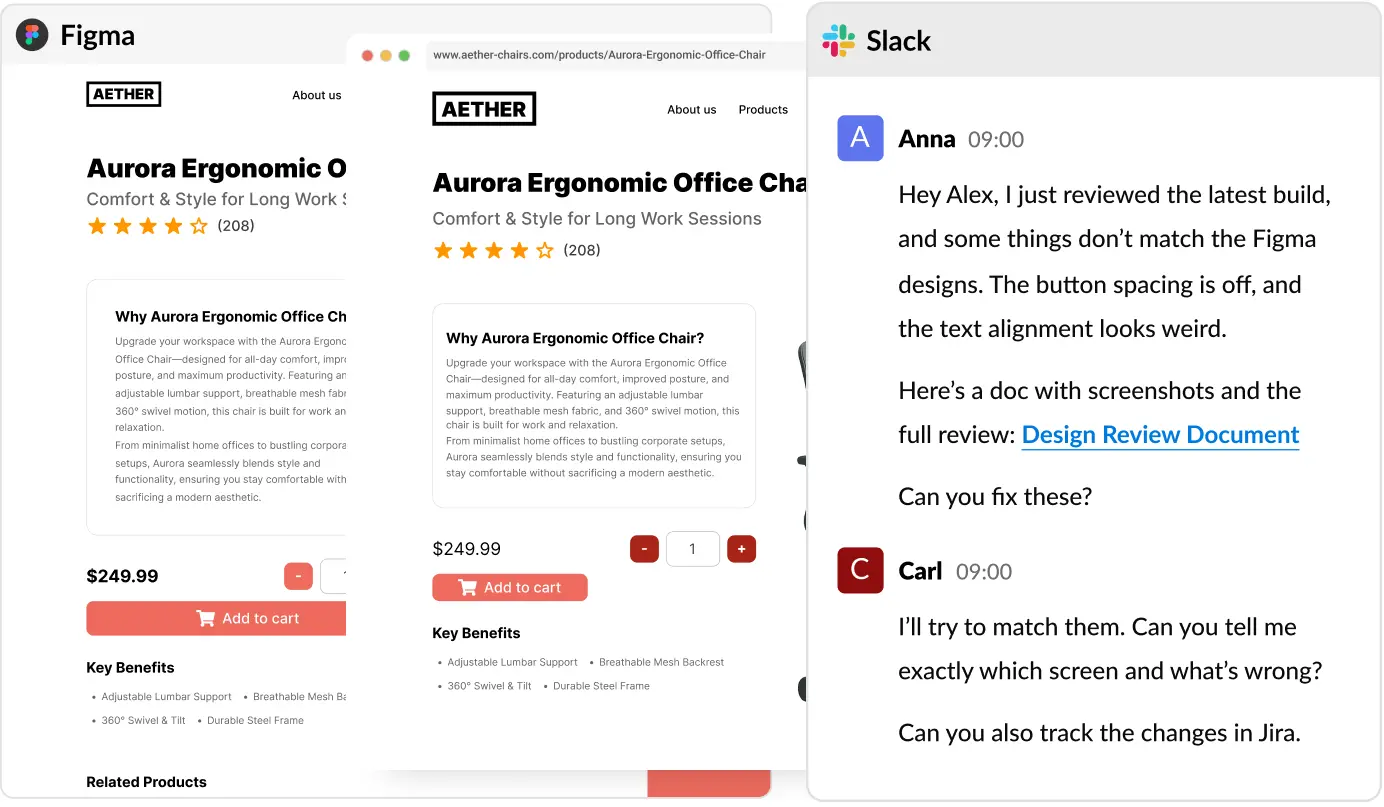 Figma
AETHER
About us
Aurora Ergonomic O
Comfort & Style for Long Work
(208)
Why Aurora Ergonomic Office Ch
Upgrade your workspace with the Aurora Ergono
Office Chair—designed for all-day comfort, impro
posture, and maximum productivity. Featuring an
adjustable lumbar support, breathable mesh fabr
360° swivel motion, this chair is built for work an
relaxation.
From minimalist home offices to bustling corpora
setups, Aurora seamlessly blends style and
functionality, ensuring you stay comfortable with
sacrificing a modern aesthetic.
$249.99
-
Add to cart
Key Benefits
• Adjustable Lumbar Support • Breathable Mesh Ba
• 360° Swivel & Tilt • Durable Steel Frame
Related Products
www.aether-chairs.com/products/Aurora-Ergonomic-Office-Chair
AETHER
About us Products
Aurora Ergonomic Office Cha
Comfort & Style for Long Work Sessions
(208)
Why Aurora Ergonomic Office Chair?
Upgrade your workspace with the Aurora Ergonomic Office
Chair—designed for all-day comfort, improved posture, and
maximum productivity. Featuring an adjustable lumbar
support, breathable mesh fabric, and 360° swivel motion, this
chair is built for work and relaxation.
From minimalist home offices to bustling corporate setups,
Aurora seamlessly blends style and functionality, ensuring you
stay comfortable without sacrificing a modern aesthetic.
$249.99
- 1 +
Add to cart
Key Benefits
• Adjustable Lumbar Support • Breathable Mesh Backrest
• 360° Swivel & Tilt • Durable Steel Frame
Slack
A
Anna 09:00
Hey Alex, I just reviewed the latest build,
and some things don’t match the Figma
designs. The button spacing is off, and
the text alignment looks weird.
Here’s a doc with screenshots and the
full review: Design Review Document
Can you fix these?
C
Carl 09:00
I’ll try to match them. Can you tell me
exactly which screen and what’s wrong?
Can you also track the changes in Jira.